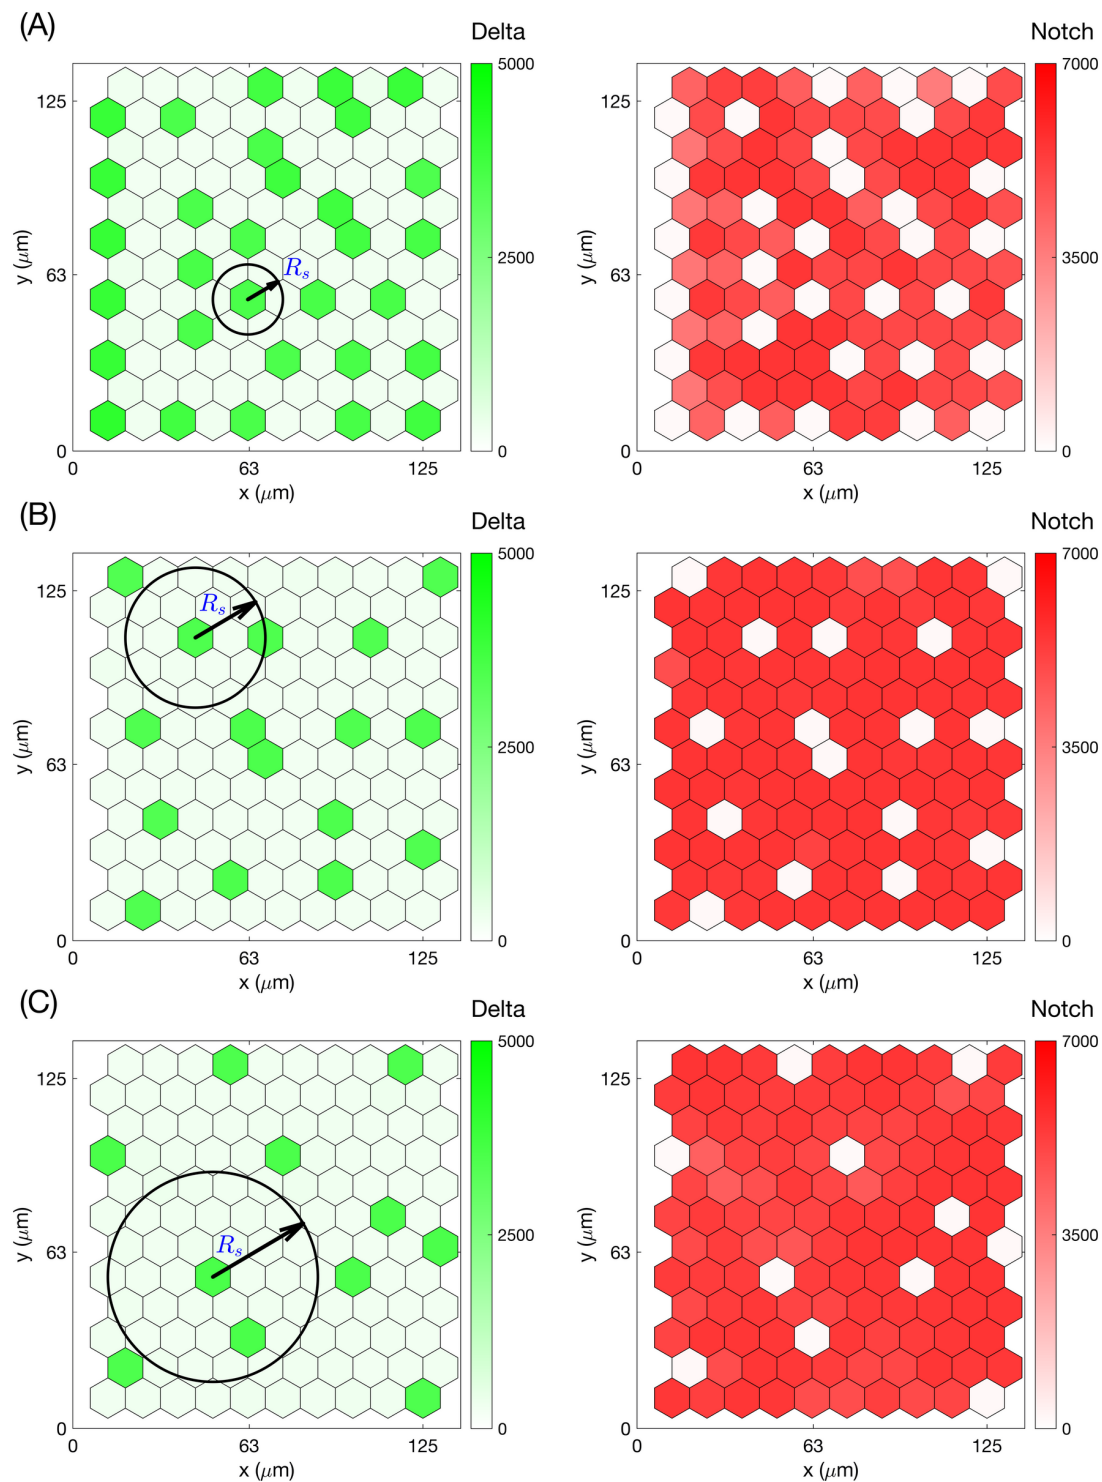 (A)
Delta
Notch
5000
2500
0
125
63
0
y (μm)
0
63
125
x (μm)
R_s
7000
3500
0
125
63
0
y (μm)
0
63
125
x (μm)
(B)
Delta
Notch
5000
2500
0
125
63
0
y (μm)
0
63
125
x (μm)
R_s
7000
3500
0
125
63
0
y (μm)
0
63
125
x (μm)
(C)
Delta
Notch
5000
2500
0
125
63
0
y (μm)
0
63
125
x (μm)
R_s
7000
3500
0
125
63
0
y (μm)
0
63
125
x (μm)